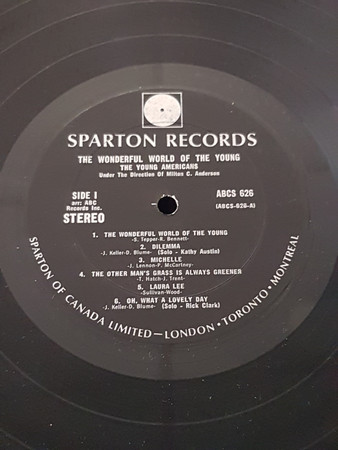 SPARTON RECORDS
THE WONDERFUL WORLD OF THE YOUNG
THE YOUNG AMERICANS
Under The Direction Of Milton C. Anderson
SIDE I
arr: ABC
Records Inc.
STEREO
ABCS 626
(ABCS-626-A)
1. THE WONDERFUL WORLD OF THE YOUNG
-S. Tepper-R. Bennett-
2. DILEMMA
-J. Keller-D. Blume- (Solo - Kathy Austin)
3. MICHELLE
-J. Lennon-P. McCartney-
4. THE OTHER MAN'S GRASS IS ALWAYS GREENER
-T. Hatch-J. Trent-
5. LAURA LEE
-Sullivan-Wood-
6. OH, WHAT A LOVELY DAY
-J. Keller-D. Blume- (Solo - Rick Clark)
SPARTON OF CANADA LIMITED—LONDON • TORONTO • MONTREAL